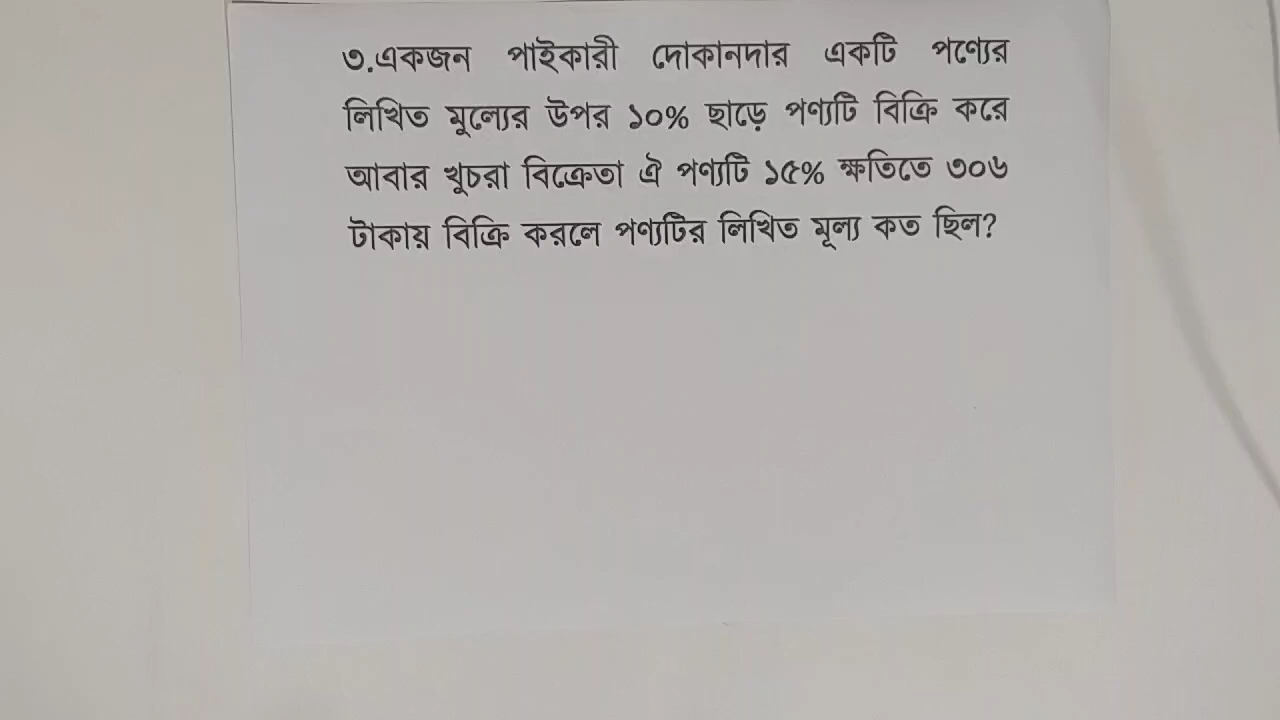 ৩.একজন পাইকারী দোকানদার একটি পণ্যের
লিখিত মূল্যের উপর ১০% ছাড়ে পণ্যটি বিক্রি করে
আবার খুচরা বিক্রেতা ঐ পণ্যটি ১৫% ক্ষতিতে ৩০৬
টাকায় বিক্রি করলে পণ্যটির লিখিত মূল্য কত ছিল?